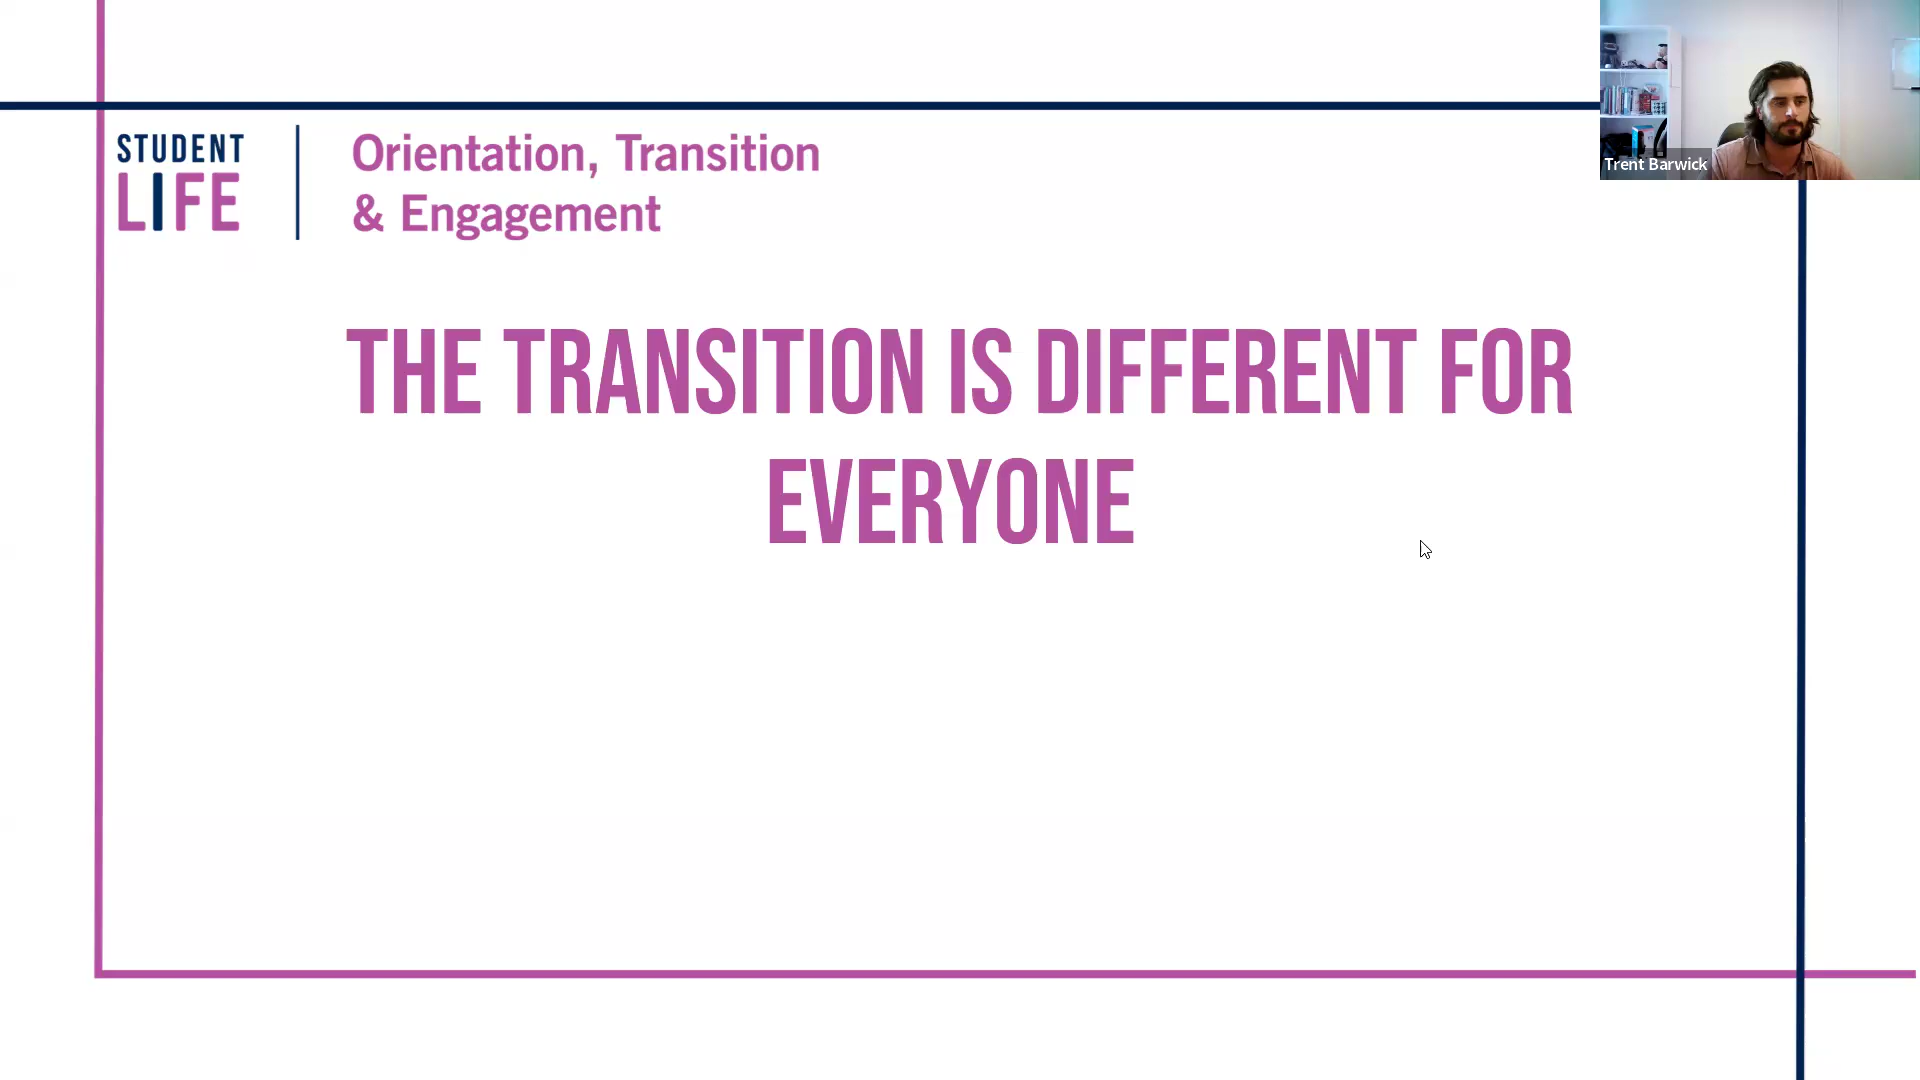 STUDENT
LIFE
Orientation, Transition
& Engagement
Trent Barwick
THE TRANSITION IS DIFFERENT FOR
EVERYONE